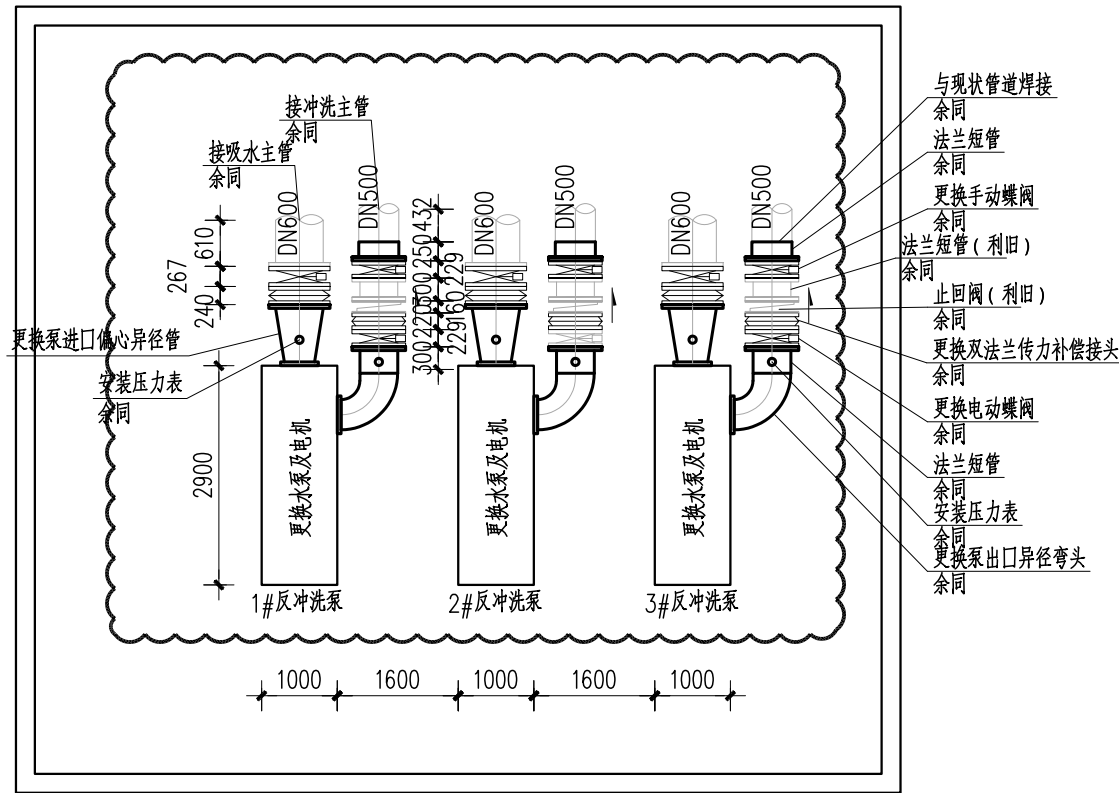 接冲洗主管
余同
接吸水主管
余同
DN600
DN500
DN600
DN500
DN600
DN500
与现状管道焊接
余同
法兰短管
余同
更换手动蝶阀
余同
法兰短管(利旧)
余同
止回阀(利旧)
余同
更换双法兰传力补偿接头
余同
更换电动蝶阀
余同
法兰短管
余同
安装压力表
余同
更换泵出口异径弯头
余同
610
267
240
2900
432
250
229
300
160
220
229
300
更换泵进口偏心异径管
安装压力表
余同
更换水泵及电机
更换水泵及电机
更换水泵及电机
1#反冲洗泵
2#反冲洗泵
3#反冲洗泵
1000
1600
1000
1600
1000